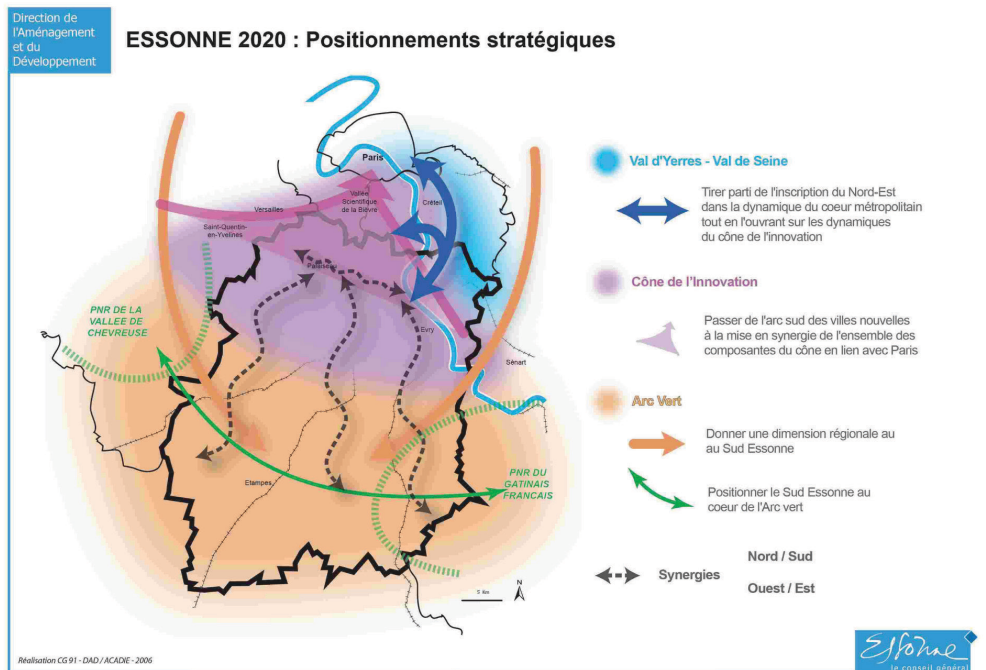 Direction de
l'Aménagement
et du
Développement
ESSONNE 2020 : Positionnements stratégiques
Paris
Créteil
Vallée
Scientifique
de la Bièvre
Versailles
Saint-Quentin-
en-Yvelines
Palaiseau
Evry
Sénart
Etampes
PNR DE LA
VALLEE DE
CHEVREUSE
PNR DU
GATINAIS
FRANCAIS
5 km
N
Val d'Yerres - Val de Seine
Tirer parti de l'inscription du Nord-Est
dans la dynamique du coeur métropolitain
tout en l'ouvrant sur les dynamiques
du cône de l'innovation
Cône de l'Innovation
Passer de l'arc sud des villes nouvelles
à la mise en synergie de l'ensemble des
composantes du cône en lien avec Paris
Arc Vert
Donner une dimension régionale au
au Sud Essonne
Positionner le Sud Essonne au
coeur de l'Arc vert
Synergies
Nord / Sud
Ouest / Est
Réalisation CG 91 - DAD / ACADIE - 2006
Essonne
le conseil général